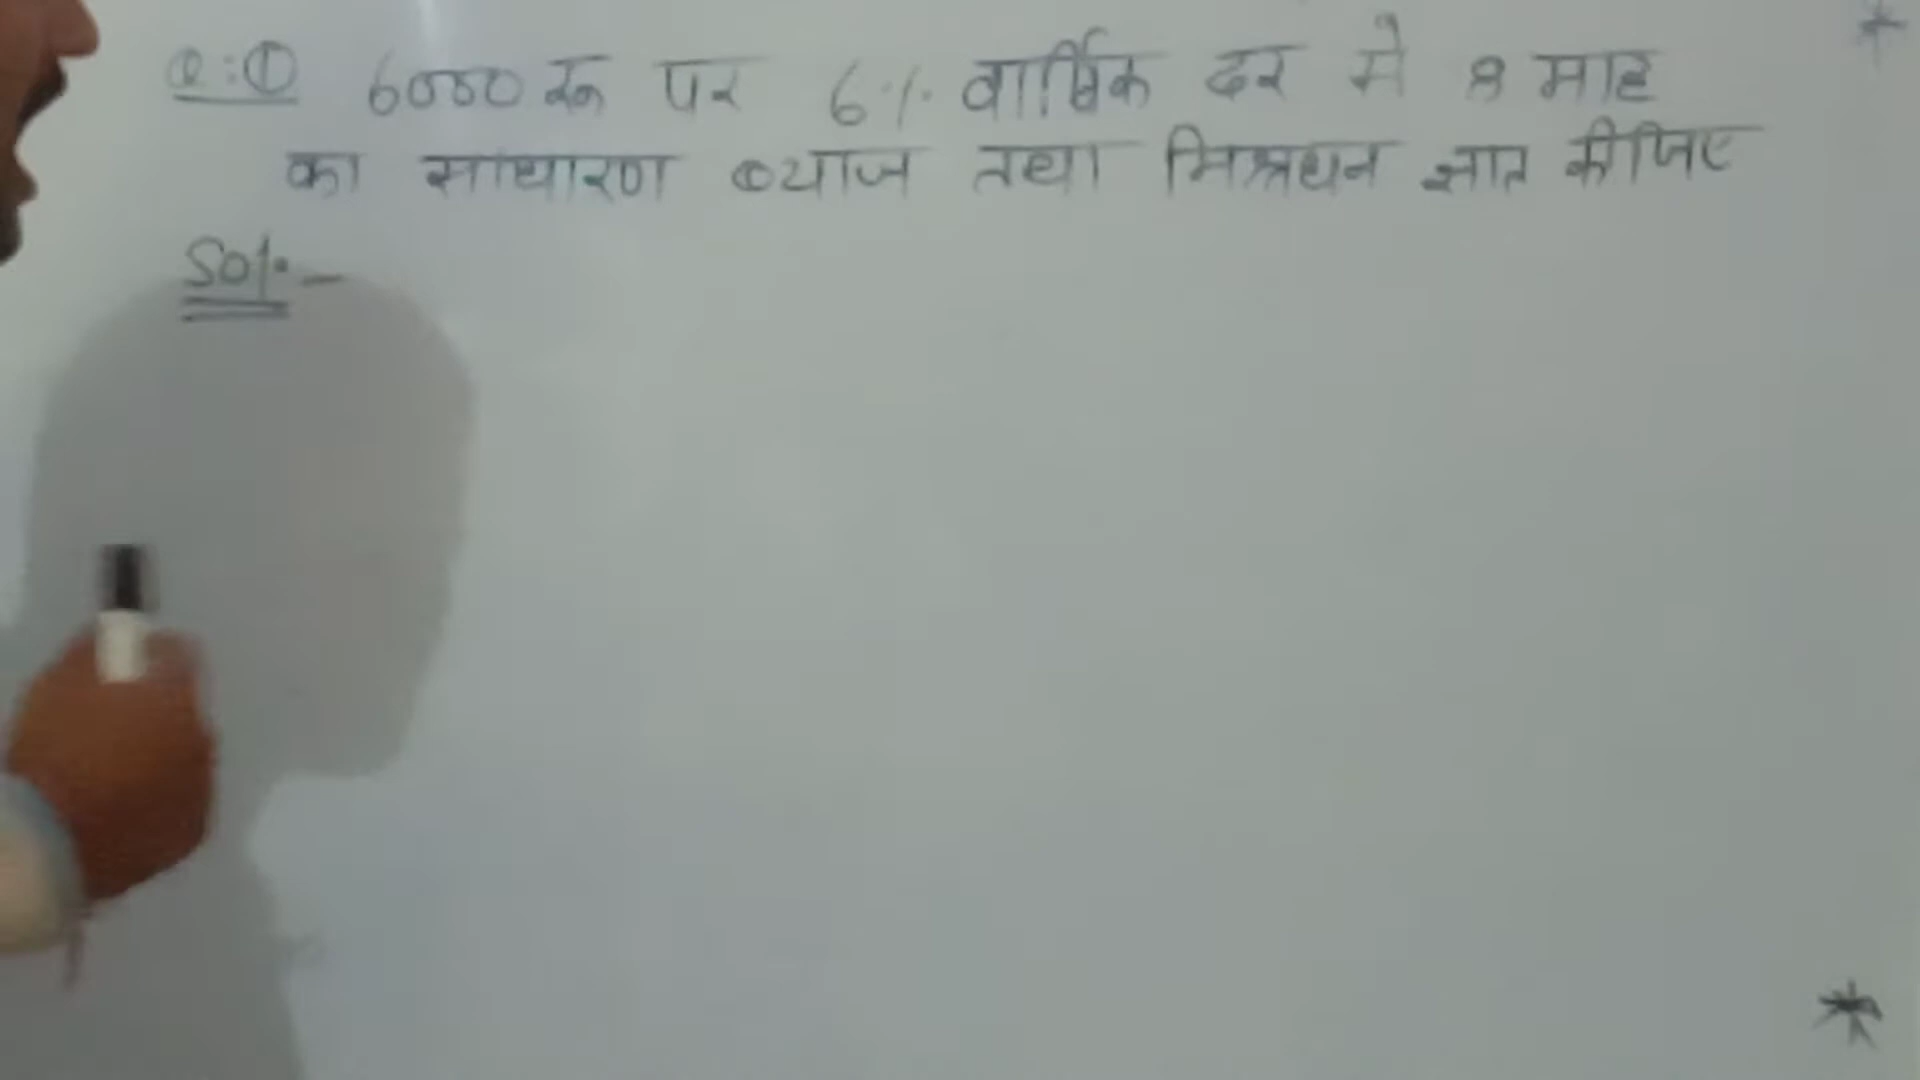 Q:① 6000 रू पर 6% वार्षिक दर से 8 माह
का साधारण ब्याज तथा मिश्रधन ज्ञात कीजिए
Sol:-